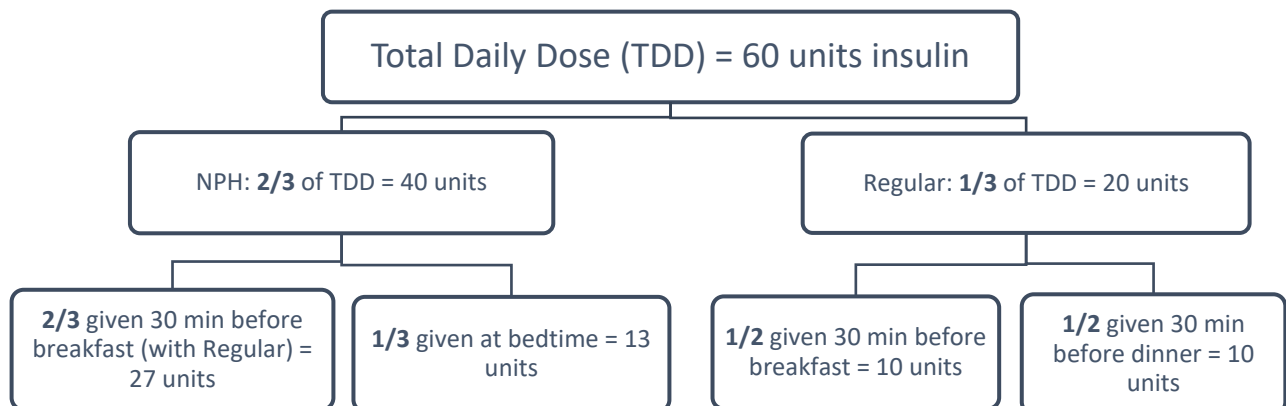 Total Daily Dose (TDD) = 60 units insulin
NPH: 2/3 of TDD = 40 units
Regular: 1/3 of TDD = 20 units
2/3 given 30 min before
breakfast (with Regular) =
27 units
1/3 given at bedtime = 13
units
1/2 given 30 min before
breakfast = 10 units
1/2 given 30 min
before dinner = 10
units